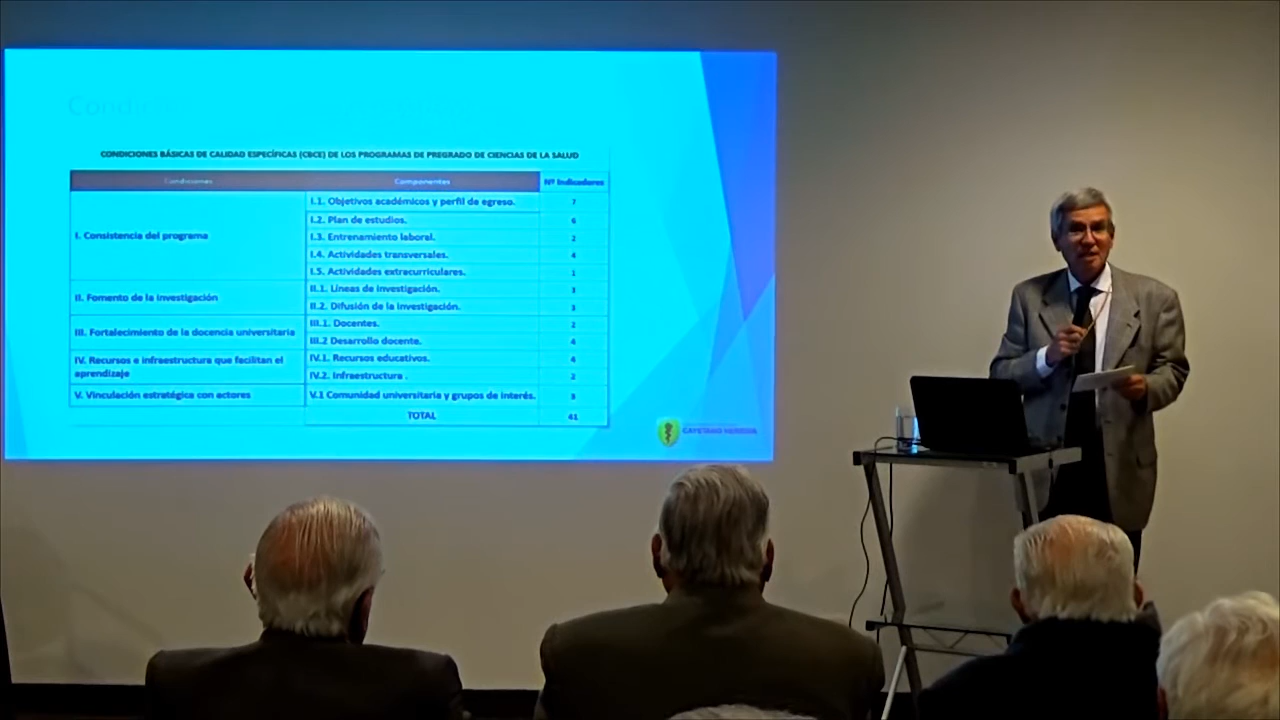 CONDICIONES BÁSICAS DE CALIDAD ESPECÍFICAS (CBCE) DE LOS PROGRAMAS DE PREGRADO DE CIENCIAS DE LA SALUD
Condiciones Componentes Nº Indicadores
I. Consistencia del programa
I.1. Objetivos académicos y perfil de egreso. 7
I.2. Plan de estudios. 6
I.3. Entrenamiento laboral. 2
I.4. Actividades transversales. 4
I.5. Actividades extracurriculares. 1
II. Fomento de la investigación
II.1. Líneas de investigación. 3
II.2. Difusión de la investigación. 3
III. Fortalecimiento de la docencia universitaria
III.1. Docentes. 2
III.2 Desarrollo docente. 4
IV. Recursos e infraestructura que facilitan el
aprendizaje
IV.1. Recursos educativos. 4
IV.2. Infraestructura . 2
V. Vinculación estratégica con actores
V.1 Comunidad universitaria y grupos de interés. 3
TOTAL 41
CAYETANO HEREDIA